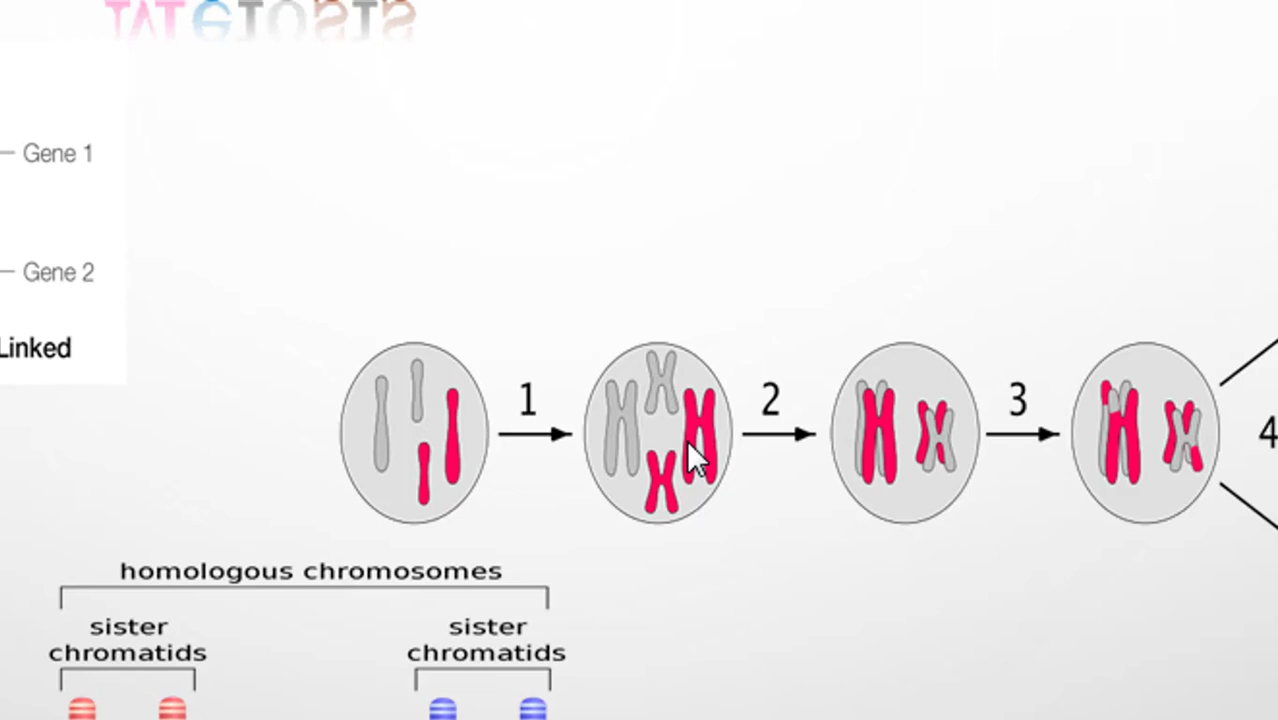 Gene 1
Gene 2
Linked
1
2
3
4
homologous chromosomes
sister
chromatids
sister
chromatids